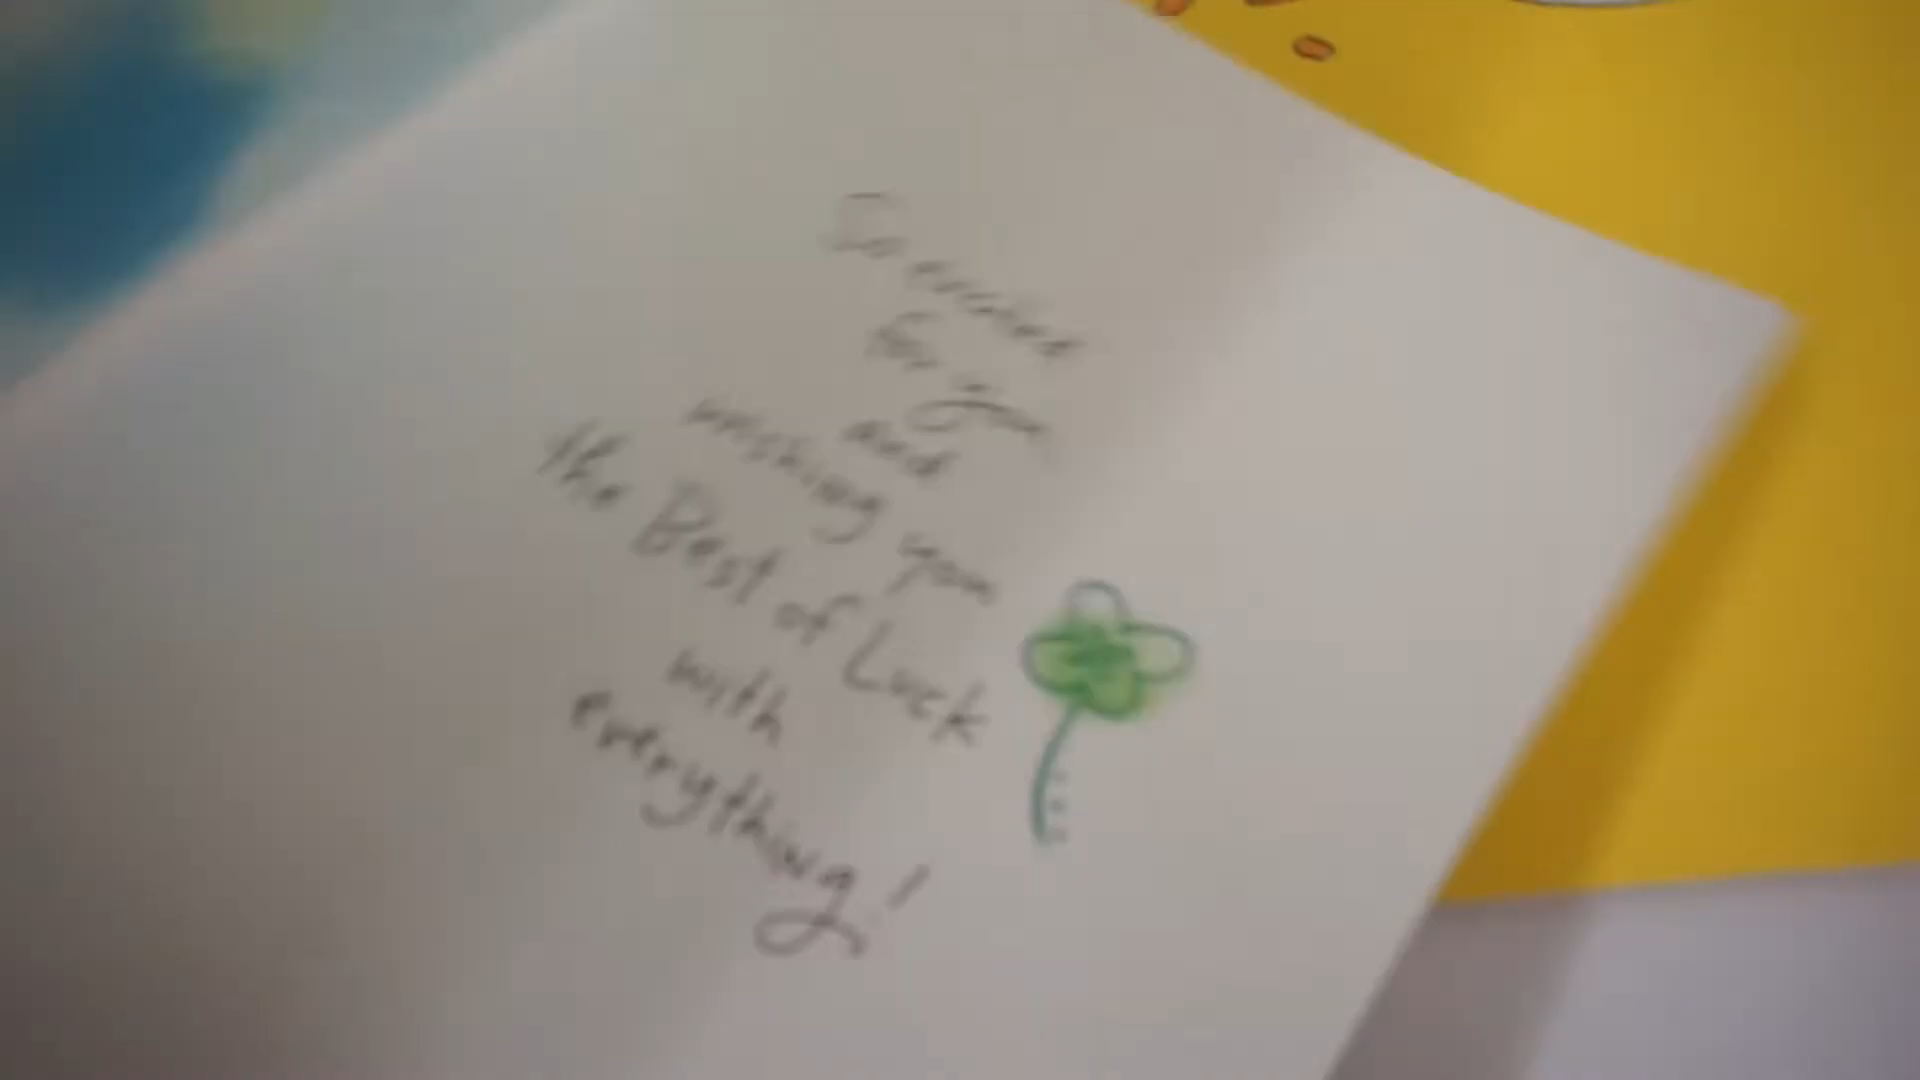 So excited
for you
and
wishing you
the Best of Luck
with
everything!